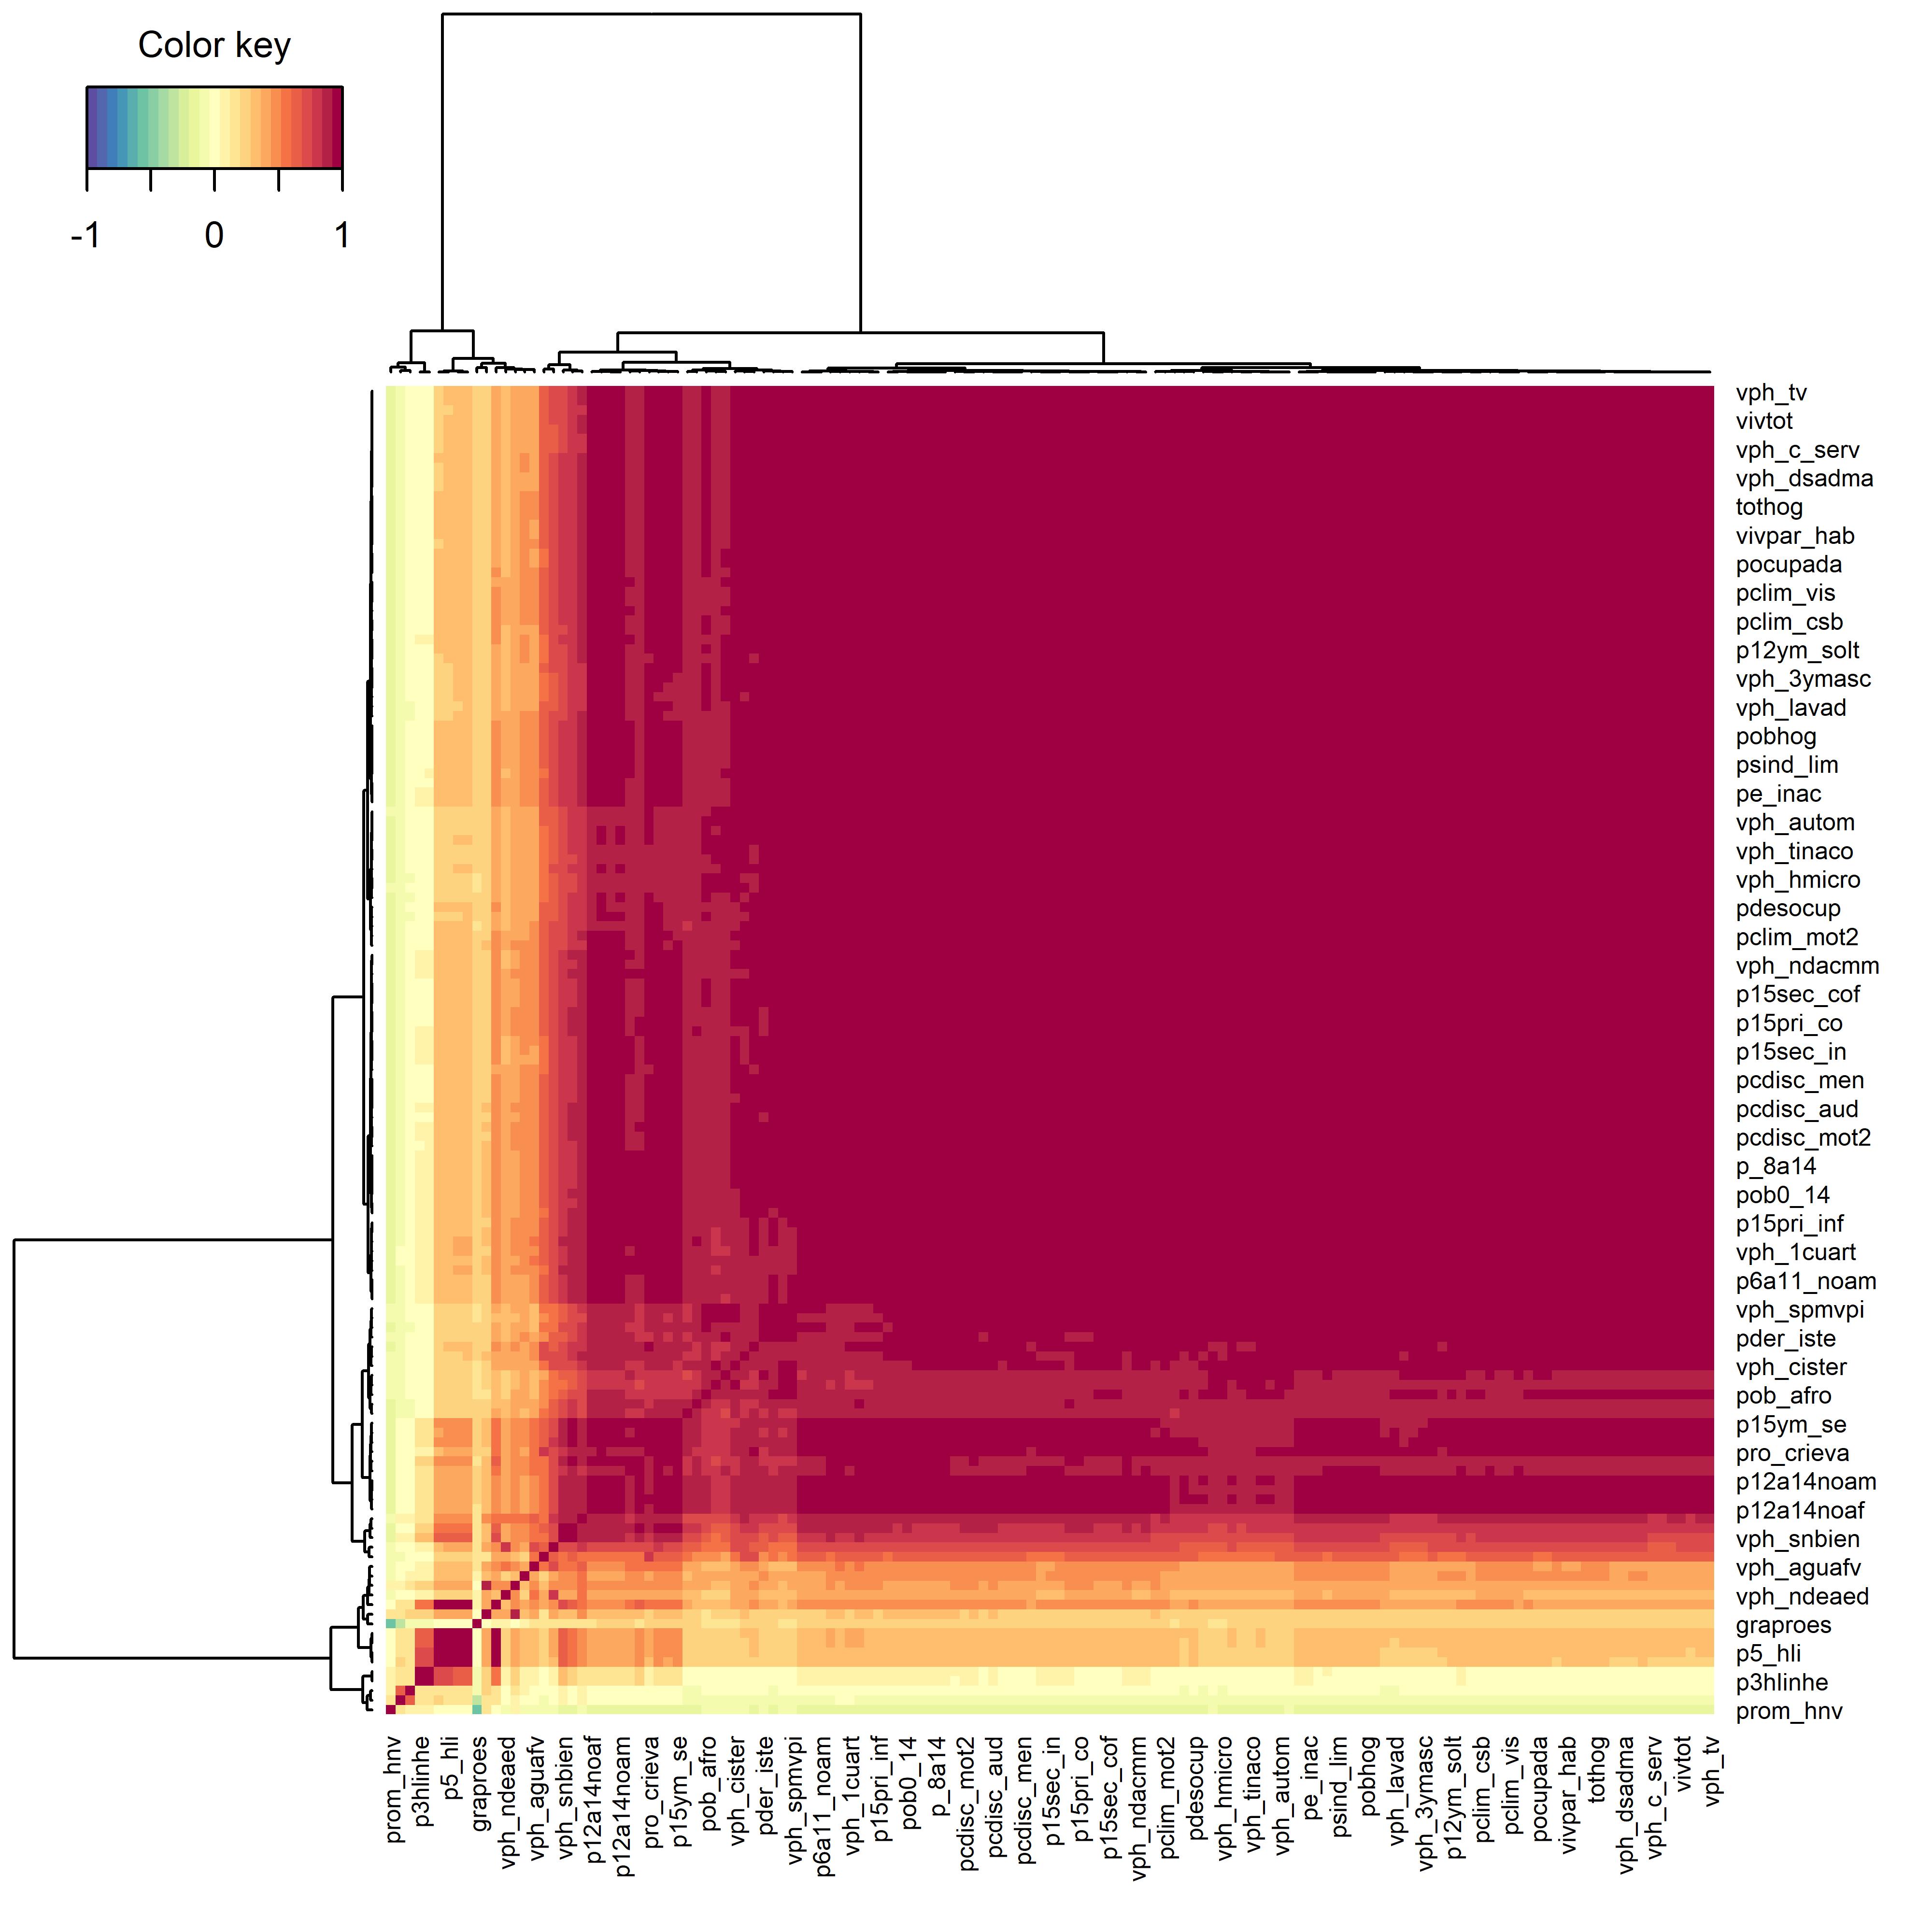 Color key
-1 0 1
vph_tv
vivtot
vph_c_serv
vph_dsadma
tothog
vivpar_hab
pocupada
pclim_vis
pclim_csb
p12ym_solt
vph_3ymasc
vph_lavad
pobhog
psind_lim
pe_inac
vph_autom
vph_tinaco
vph_hmicro
pdesocup
pclim_mot2
vph_ndacmm
p15sec_cof
p15pri_co
p15sec_in
pcdisc_men
pcdisc_aud
pcdisc_mot2
p_8a14
pob0_14
p15pri_inf
vph_1cuart
p6a11_noam
vph_spmvpi
pder_iste
vph_cister
pob_afro
p15ym_se
pro_crieva
p12a14noam
p12a14noaf
vph_snbien
vph_aguafv
vph_ndeaed
graproes
p5_hli
p3hlinhe
prom_hnv
prom_hnv
p3hlinhe
p5_hli
graproes
vph_ndeaed
vph_aguafv
vph_snbien
p12a14noaf
p12a14noam
pro_crieva
p15ym_se
pob_afro
vph_cister
pder_iste
vph_spmvpi
p6a11_noam
vph_1cuart
p15pri_inf
pob0_14
p_8a14
pcdisc_mot2
pcdisc_aud
pcdisc_men
p15sec_in
p15pri_co
p15sec_cof
vph_ndacmm
pclim_mot2
pdesocup
vph_hmicro
vph_tinaco
vph_autom
pe_inac
psind_lim
pobhog
vph_lavad
vph_3ymasc
p12ym_solt
pclim_csb
pclim_vis
pocupada
vivpar_hab
tothog
vph_dsadma
vph_c_serv
vivtot
vph_tv